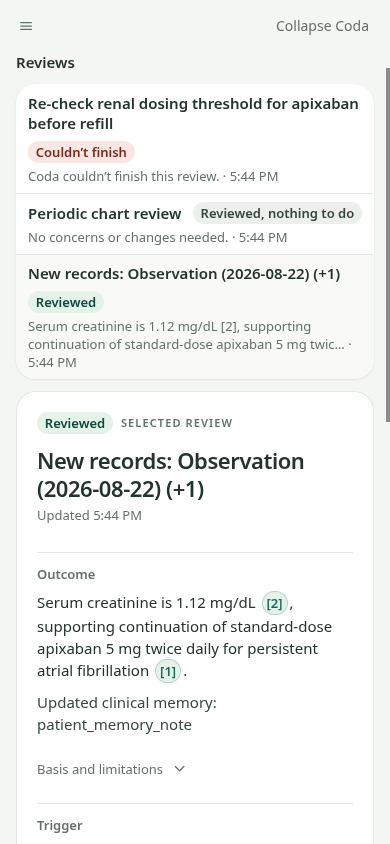 Collapse Coda
Reviews
Re-check renal dosing threshold for apixaban
before refill
Couldn’t finish
Coda couldn’t finish this review. · 5:44 PM
Periodic chart review Reviewed, nothing to do
No concerns or changes needed. · 5:44 PM
New records: Observation (2026-08-22) (+1)
Reviewed
Serum creatinine is 1.12 mg/dL [2], supporting
continuation of standard-dose apixaban 5 mg twic… ·
5:44 PM
Reviewed SELECTED REVIEW
New records: Observation
(2026-08-22) (+1)
Updated 5:44 PM
Outcome
Serum creatinine is 1.12 mg/dL [2],
supporting continuation of standard-dose
apixaban 5 mg twice daily for persistent
atrial fibrillation [1].
Updated clinical memory:
patient_memory_note
Basis and limitations
Trigger